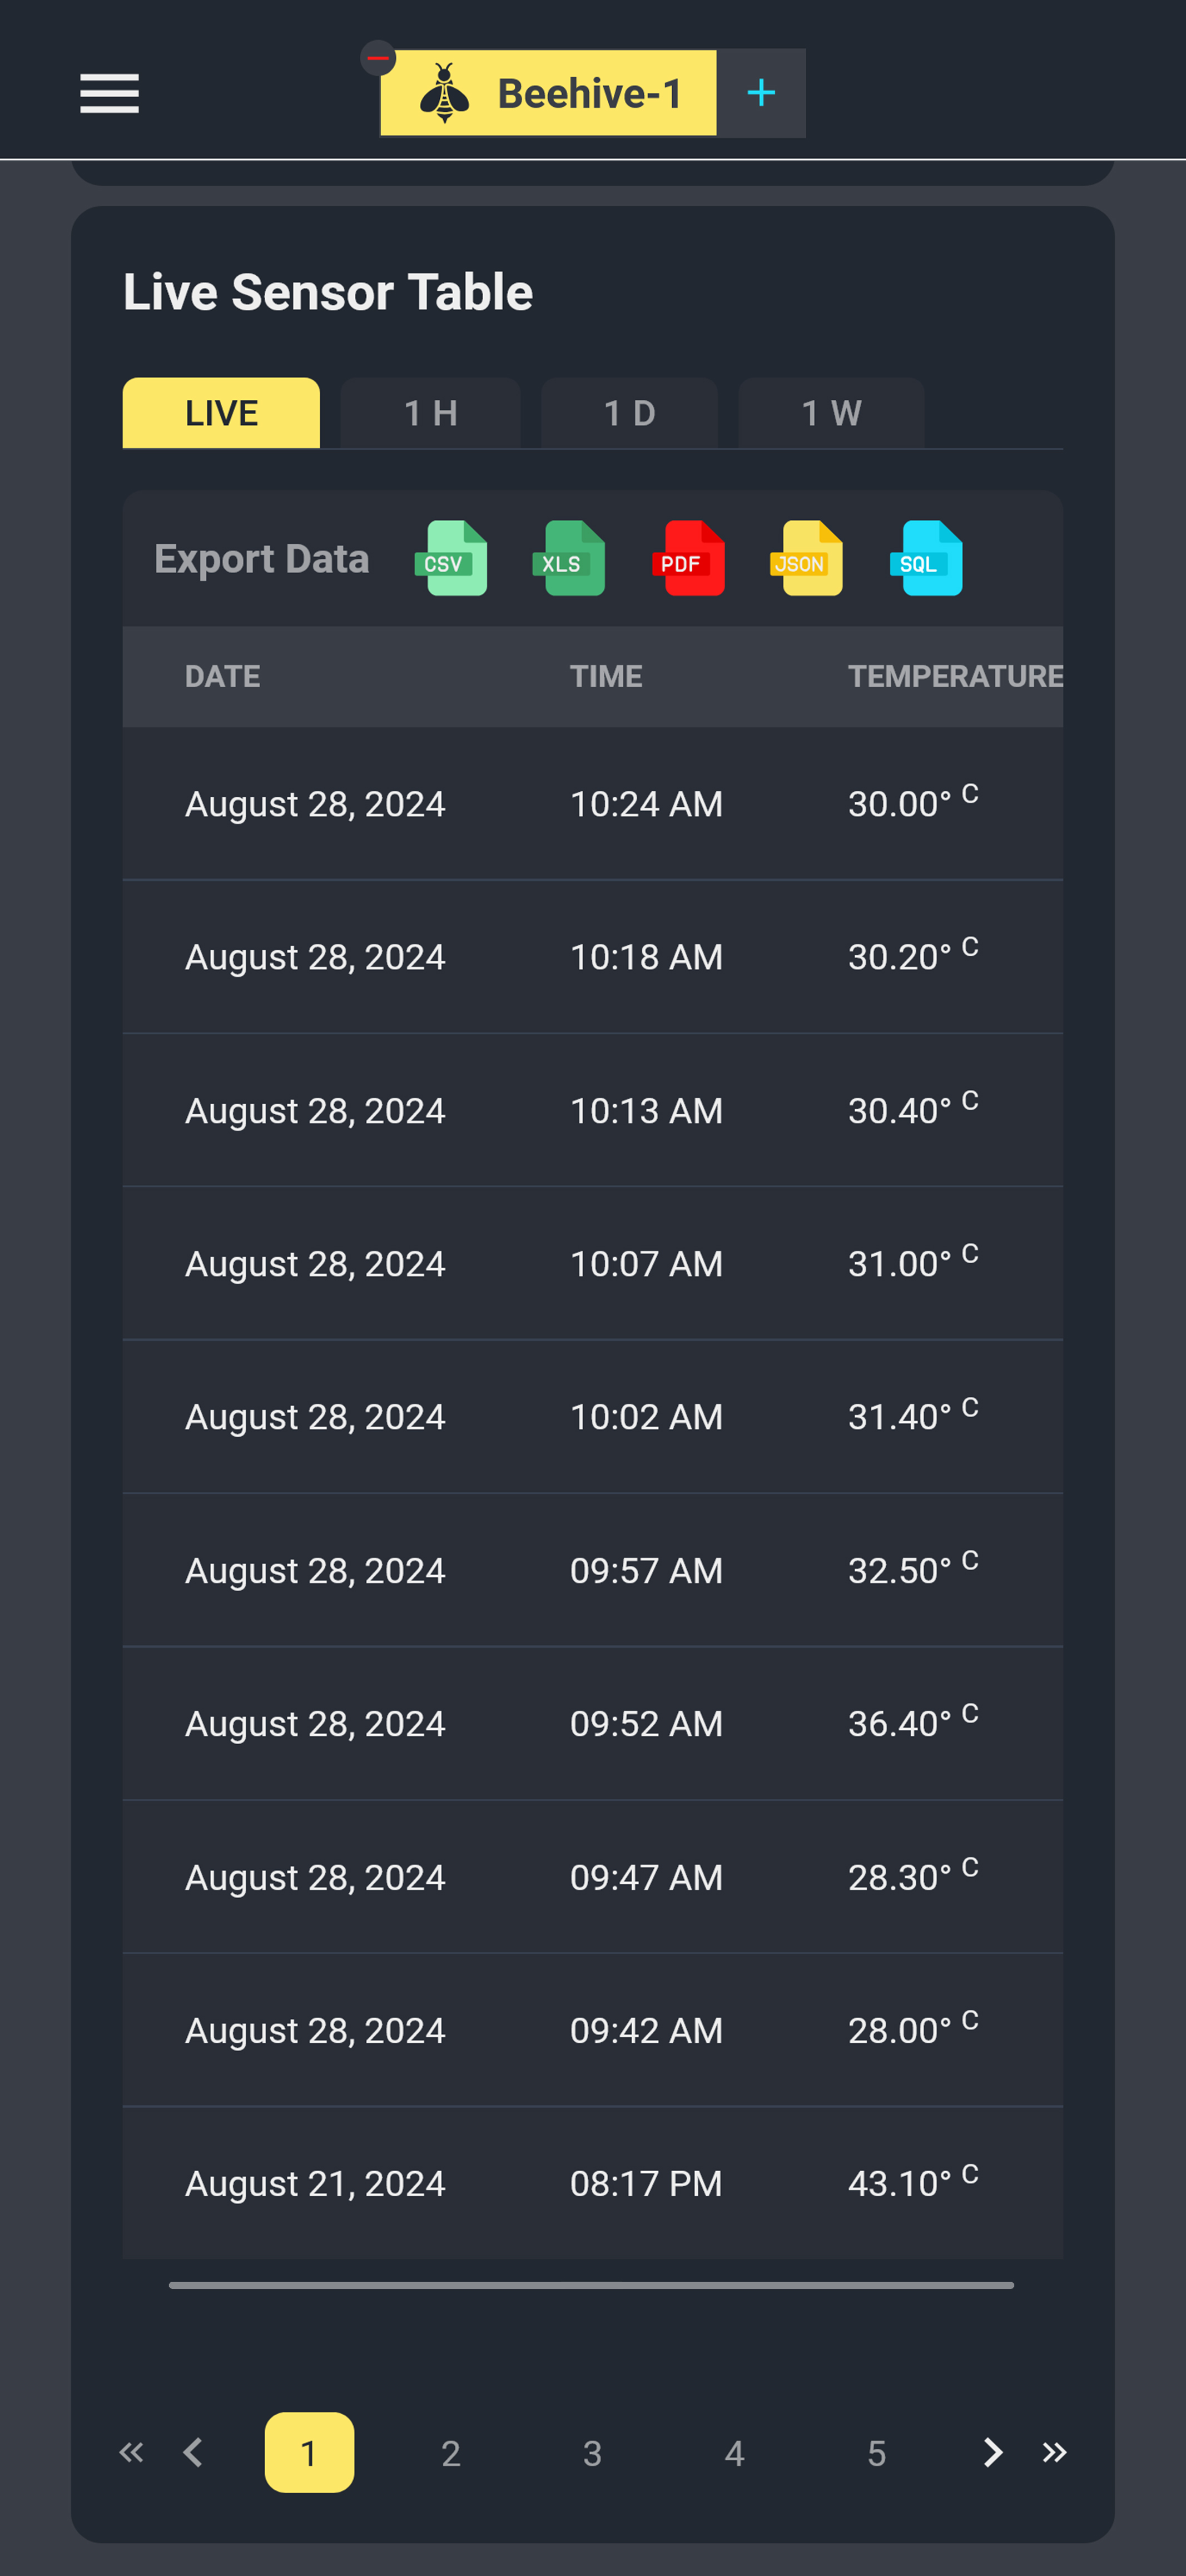 Beehive-1 +
Live Sensor Table
LIVE 1 H 1 D 1 W
Export Data CSV XLS PDF JSON SQL
DATE TIME TEMPERATURE
August 28, 2024 10:24 AM 30.00° C
August 28, 2024 10:18 AM 30.20° C
August 28, 2024 10:13 AM 30.40° C
August 28, 2024 10:07 AM 31.00° C
August 28, 2024 10:02 AM 31.40° C
August 28, 2024 09:57 AM 32.50° C
August 28, 2024 09:52 AM 36.40° C
August 28, 2024 09:47 AM 28.30° C
August 28, 2024 09:42 AM 28.00° C
August 21, 2024 08:17 PM 43.10° C
« ‹ 1 2 3 4 5 › »